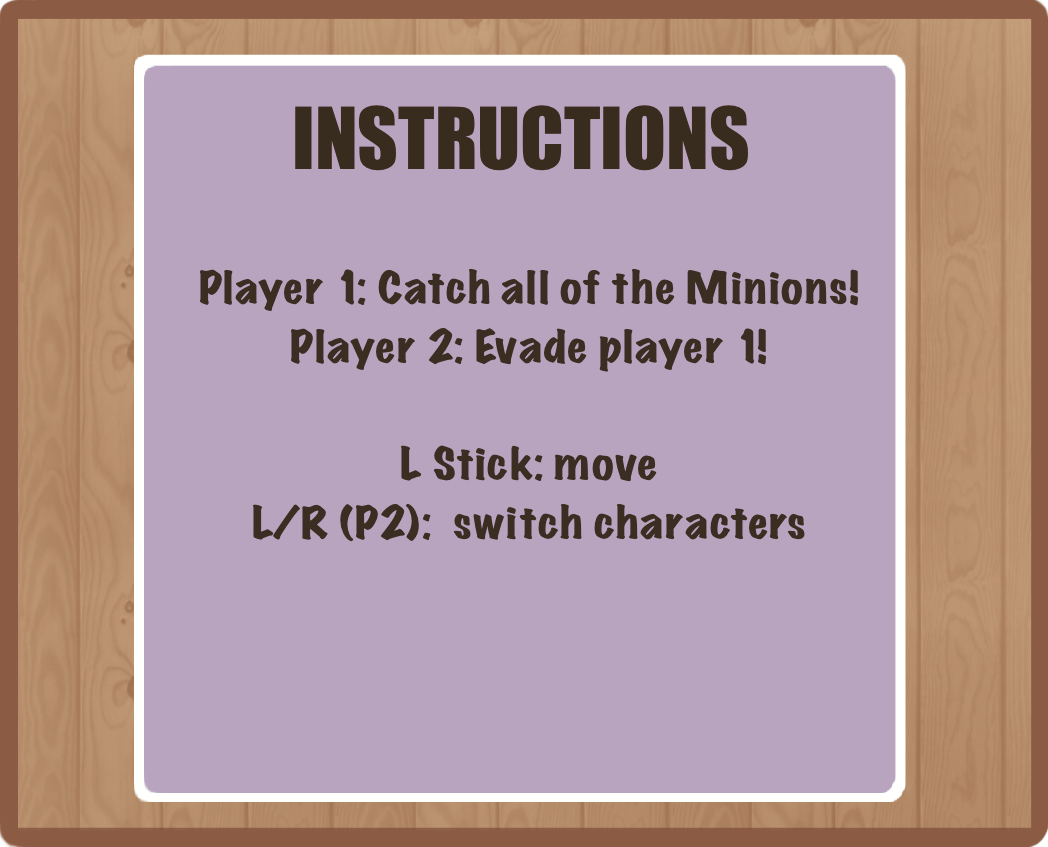 INSTRUCTIONS
Player 1: Catch all of the Minions!
Player 2: Evade player 1!
L Stick: move
L/R (P2): switch characters